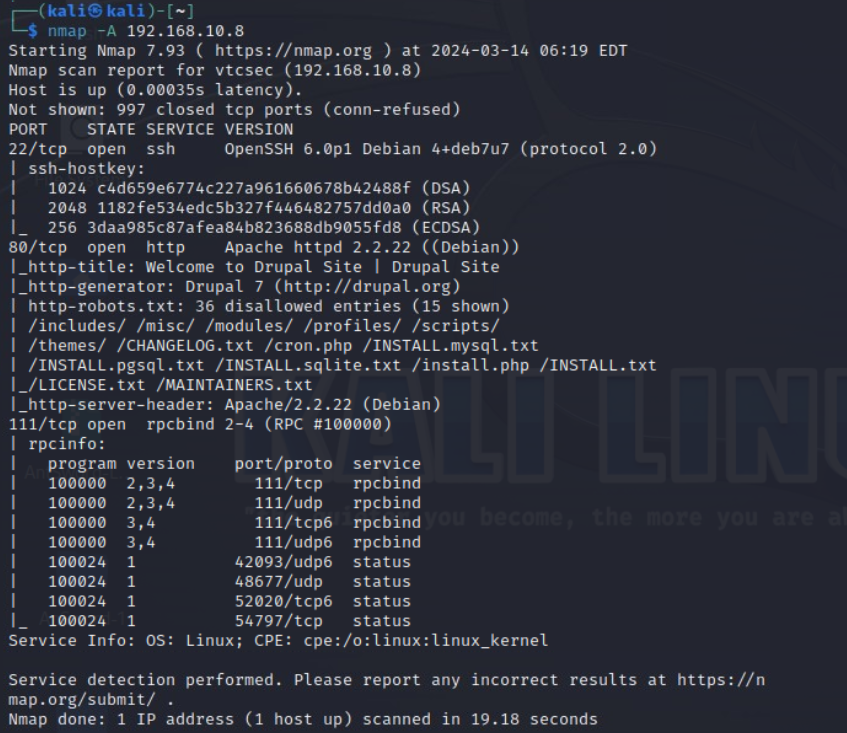 ┌──(kali㉿kali)-[~]
└─$ nmap -A 192.168.10.8
Starting Nmap 7.93 ( https://nmap.org ) at 2024-03-14 06:19 EDT
Nmap scan report for vtcsec (192.168.10.8)
Host is up (0.00035s latency).
Not shown: 997 closed tcp ports (conn-refused)
PORT    STATE SERVICE VERSION
22/tcp  open  ssh     OpenSSH 6.0p1 Debian 4+deb7u7 (protocol 2.0)
| ssh-hostkey:
|   1024 c4d659e6774c227a961660678b42488f (DSA)
|   2048 1182fe534edc5b327f446482757dd0a0 (RSA)
|_  256 3daa985c87afea84b823688db9055fd8 (ECDSA)
80/tcp  open  http    Apache httpd 2.2.22 ((Debian))
|_http-title: Welcome to Drupal Site | Drupal Site
|_http-generator: Drupal 7 (http://drupal.org)
| http-robots.txt: 36 disallowed entries (15 shown)
| /includes/ /misc/ /modules/ /profiles/ /scripts/
| /themes/ /CHANGELOG.txt /cron.php /INSTALL.mysql.txt
| /INSTALL.pgsql.txt /INSTALL.sqlite.txt /install.php /INSTALL.txt
|_/LICENSE.txt /MAINTAINERS.txt
|_http-server-header: Apache/2.2.22 (Debian)
111/tcp open  rpcbind 2-4 (RPC #100000)
| rpcinfo:
|   program version    port/proto  service
|   100000  2,3,4        111/tcp   rpcbind
|   100000  2,3,4        111/udp   rpcbind
|   100000  3,4          111/tcp6  rpcbind
|   100000  3,4          111/udp6  rpcbind
|   100024  1          42093/udp6  status
|   100024  1          48677/udp   status
|   100024  1          52020/tcp6  status
|_  100024  1          54797/tcp   status
Service Info: OS: Linux; CPE: cpe:/o:linux:linux_kernel

Service detection performed. Please report any incorrect results at https://n
map.org/submit/ .
Nmap done: 1 IP address (1 host up) scanned in 19.18 seconds
KALI LIN
you become, the more you are